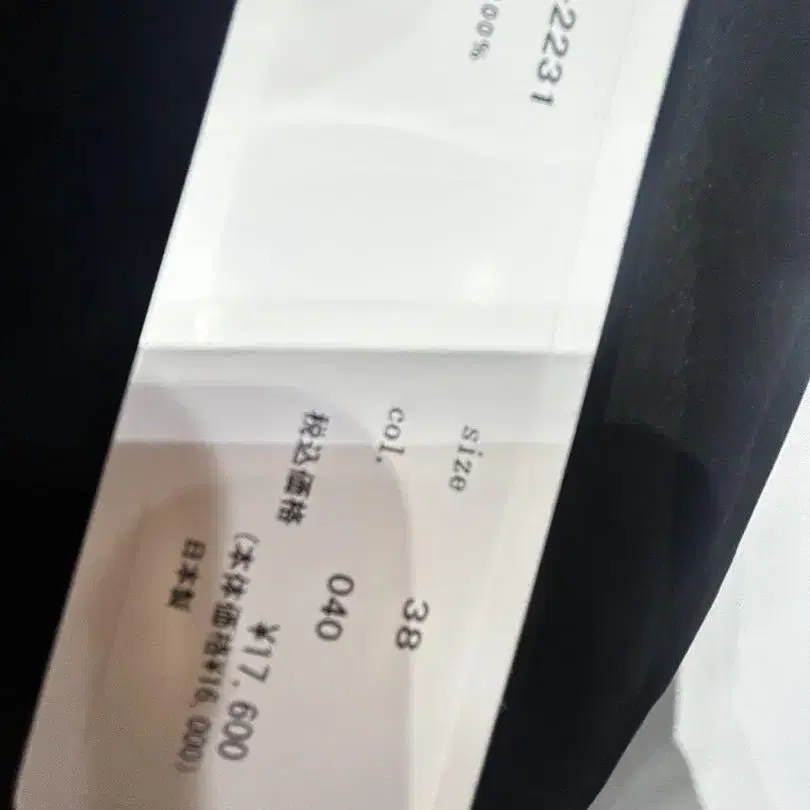 2231
00%
size 38
col. 040
税込価格 ¥17,600
(本体価格¥16,000)
日本製